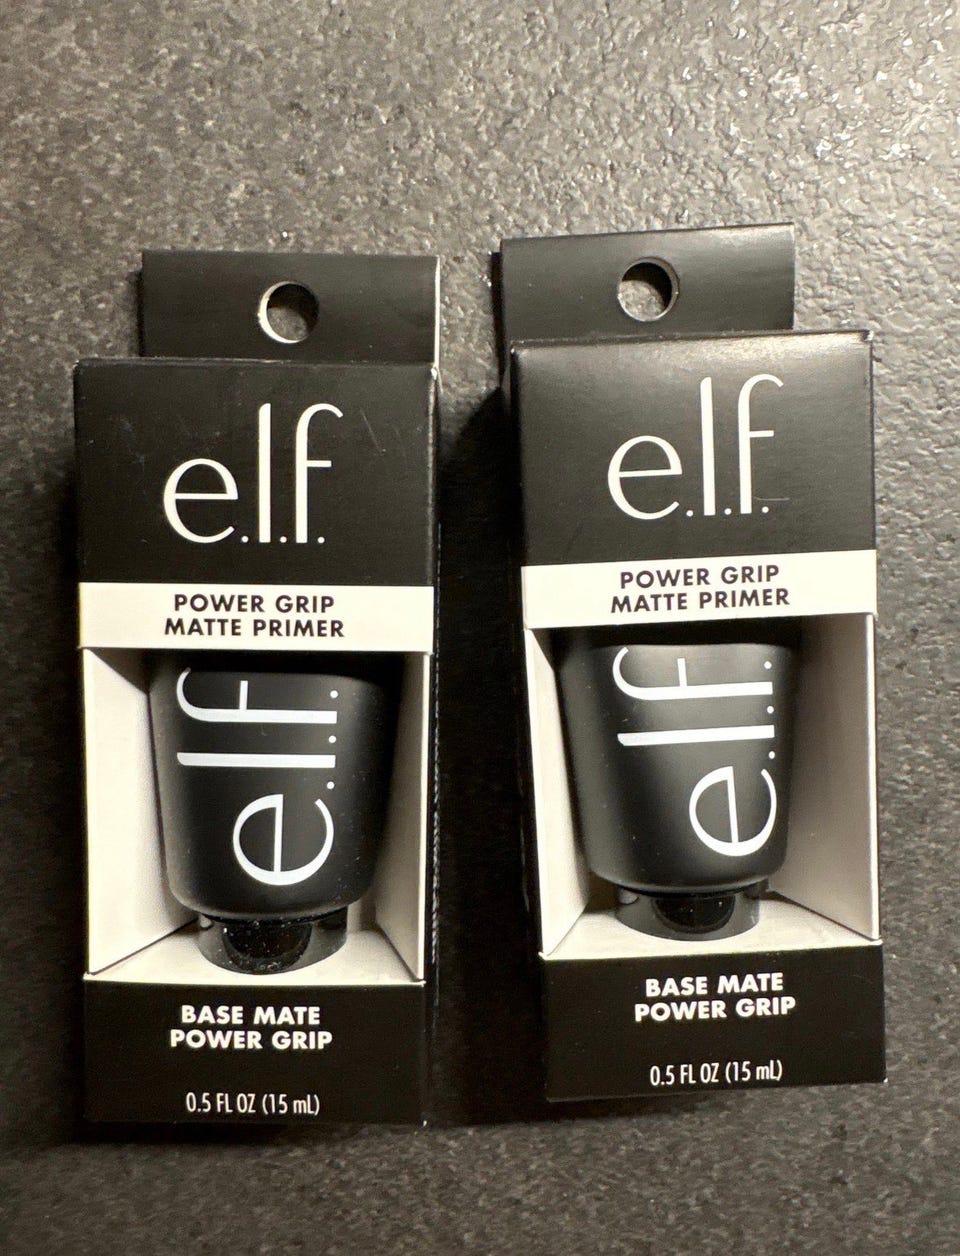 e.l.f.
POWER GRIP
MATTE PRIMER
e.l.f.
BASE MATE
POWER GRIP
0.5 FL OZ (15 mL)
e.l.f.
POWER GRIP
MATTE PRIMER
e.l.f.
BASE MATE
POWER GRIP
0.5 FL OZ (15 mL)